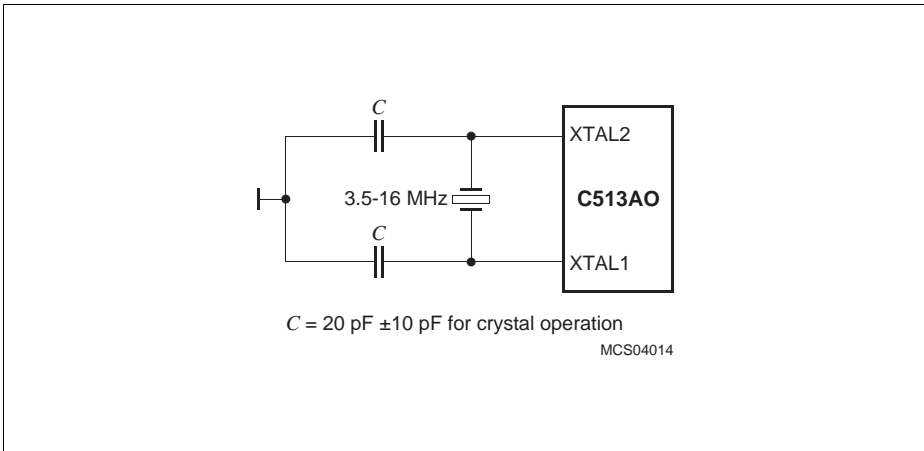 C
XTAL2
3.5-16 MHz
C513AO
C
XTAL1
C = 20 pF ±10 pF for crystal operation
MCS04014